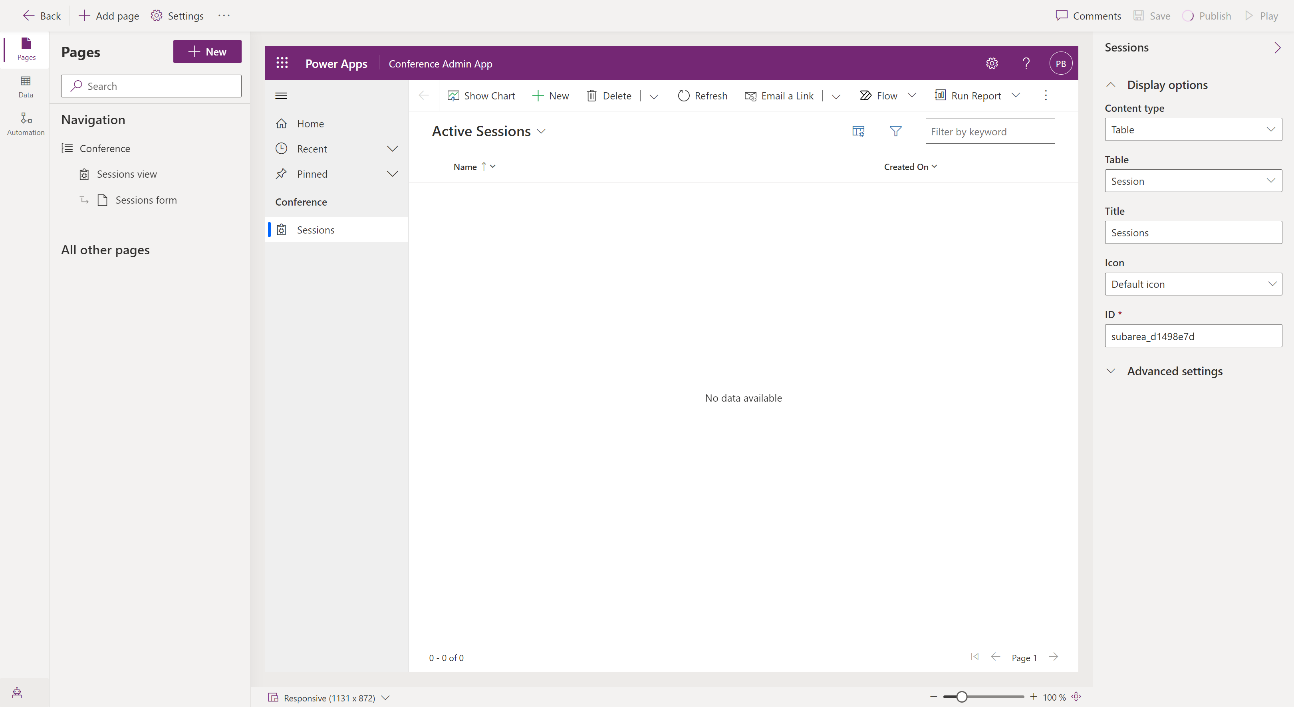 Back
Add page
Settings
Comments
Save
Publish
Play
Pages
Data
Automation
Pages
New
Search
Navigation
Conference
Sessions view
Sessions form
All other pages
Power Apps
Conference Admin App
PB
Home
Recent
Pinned
Conference
Sessions
Show Chart
New
Delete
Refresh
Email a Link
Flow
Run Report
Active Sessions
Filter by keyword
Name
Created On
No data available
0 - 0 of 0
Page 1
Responsive (1131 x 872)
100 %
Sessions
Display options
Content type
Table
Table
Session
Title
Sessions
Icon
Default icon
ID *
subarea_d1498e7d
Advanced settings